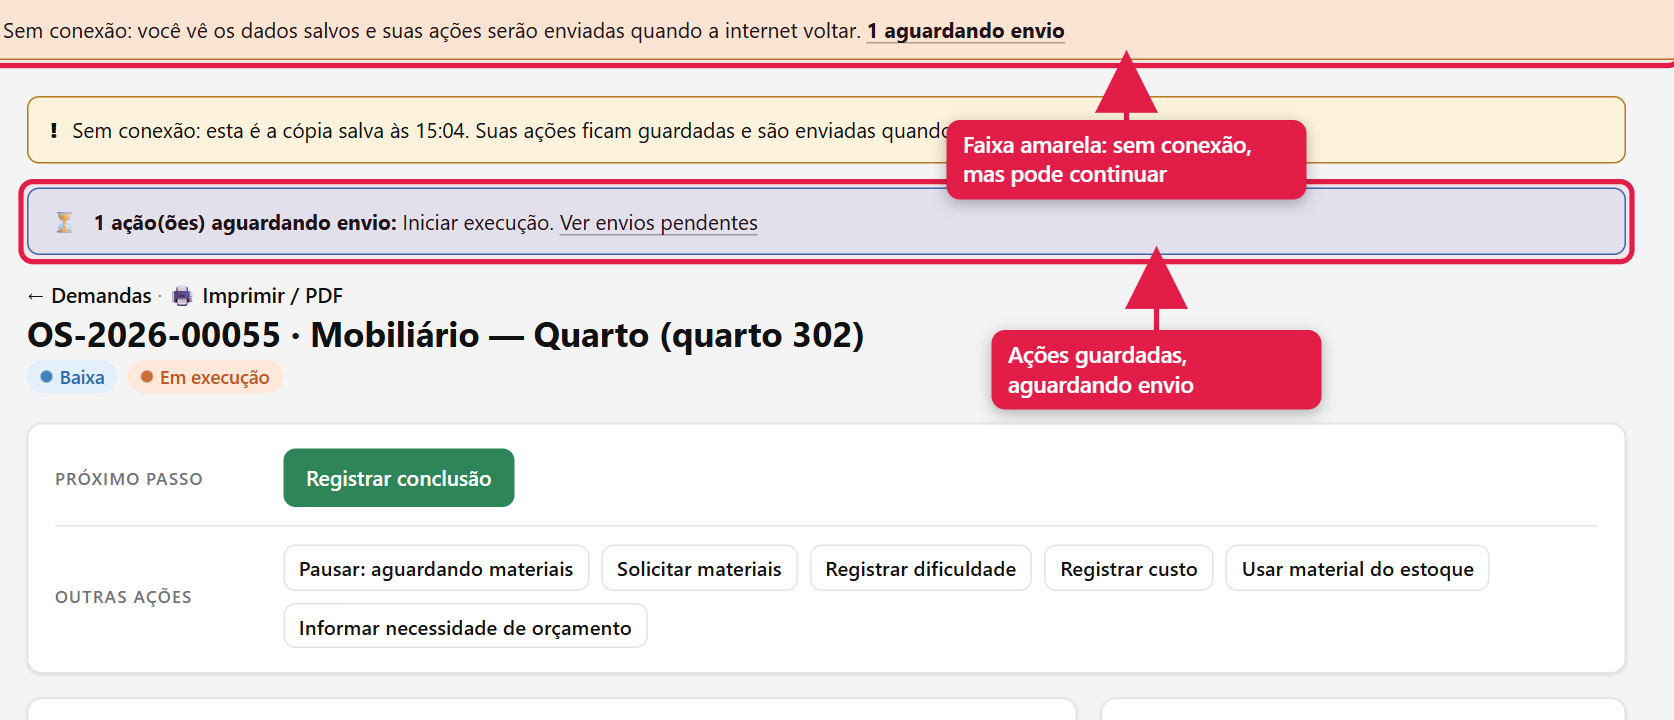 Sem conexão: você vê os dados salvos e suas ações serão enviadas quando a internet voltar. 1 aguardando envio
! Sem conexão: esta é a cópia salva às 15:04. Suas ações ficam guardadas e são enviadas
Faixa amarela: sem conexão,
mas pode continuar
1 ação(ões) aguardando envio: Iniciar execução. Ver envios pendentes
Ações guardadas,
aguardando envio
← Demandas · Imprimir / PDF
OS-2026-00055 · Mobiliário — Quarto (quarto 302)
Baixa
Em execução
PRÓXIMO PASSO
Registrar conclusão
OUTRAS AÇÕES
Pausar: aguardando materiais
Solicitar materiais
Registrar dificuldade
Registrar custo
Usar material do estoque
Informar necessidade de orçamento